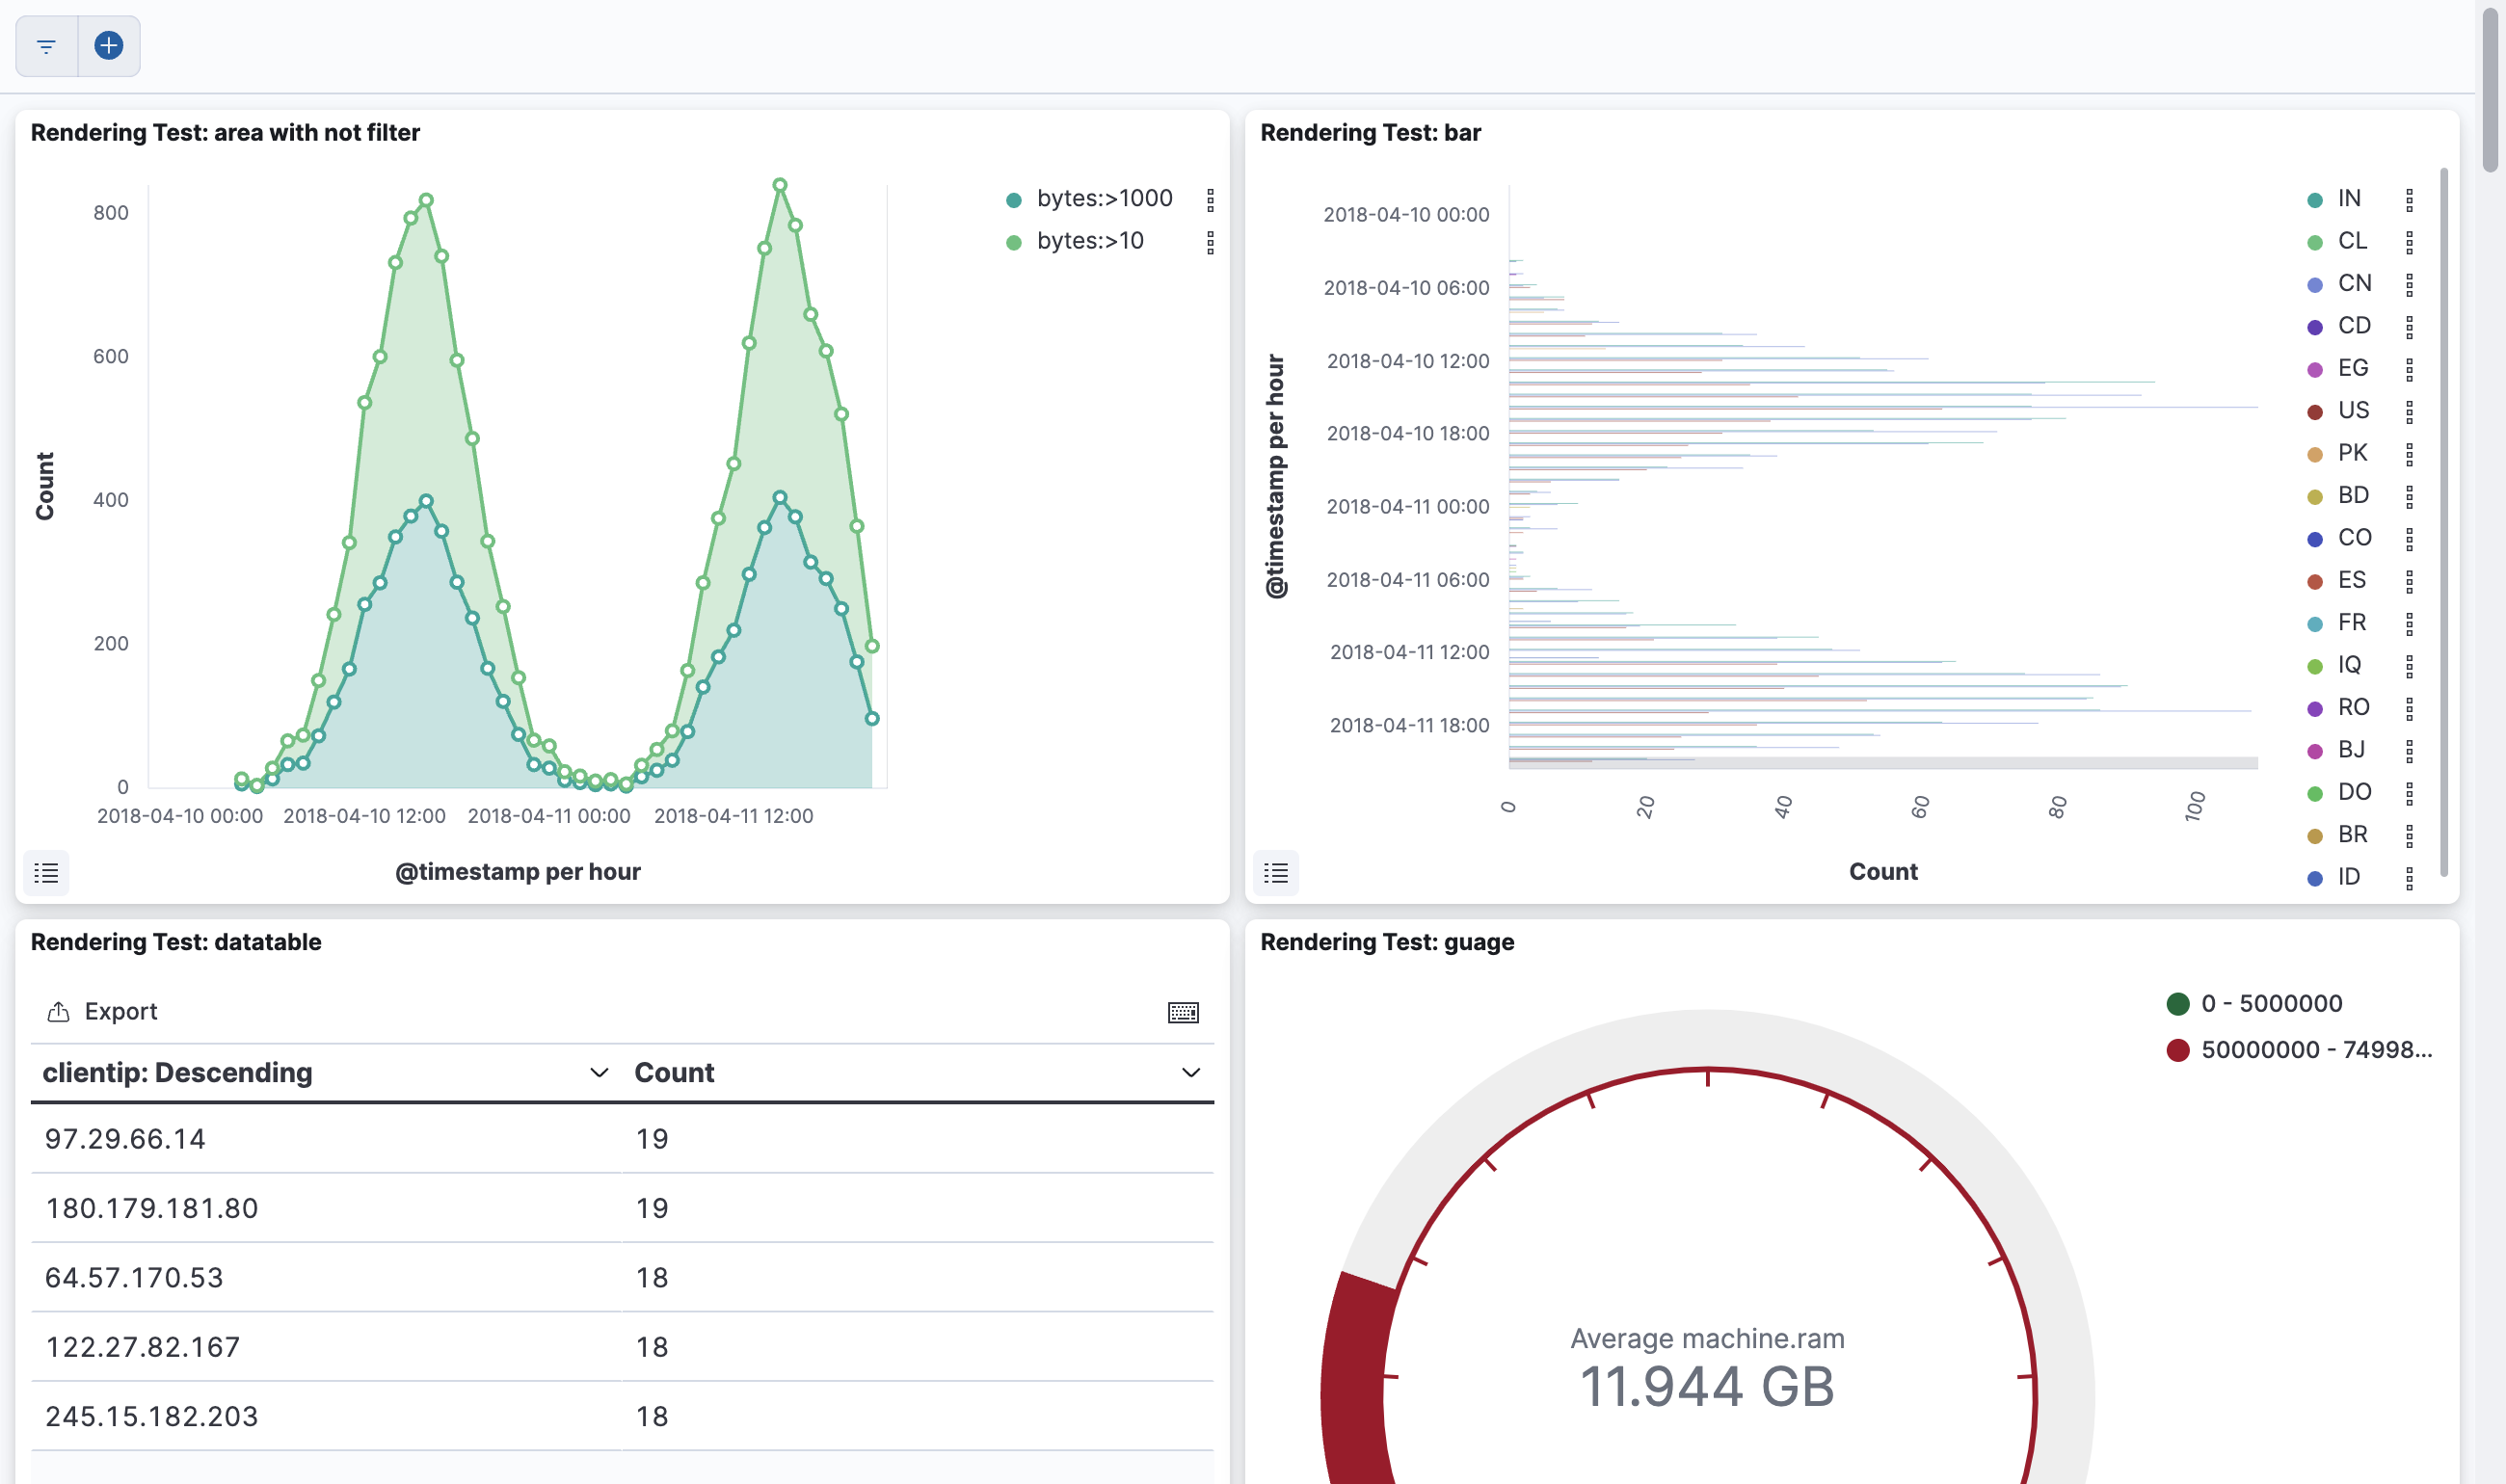 Rendering Test: area with not filter
800
600
400
200
0
Count
2018-04-10 00:00
2018-04-10 12:00
2018-04-11 00:00
2018-04-11 12:00
@timestamp per hour
bytes:>1000
bytes:>10
Rendering Test: bar
2018-04-10 00:00
2018-04-10 06:00
2018-04-10 12:00
2018-04-10 18:00
2018-04-11 00:00
2018-04-11 06:00
2018-04-11 12:00
2018-04-11 18:00
@timestamp per hour
0
20
40
60
80
100
Count
IN
CL
CN
CD
EG
US
PK
BD
CO
ES
FR
IQ
RO
BJ
DO
BR
ID
Rendering Test: datatable
Export
clientip: Descending Count
97.29.66.14 19
180.179.181.80 19
64.57.170.53 18
122.27.82.167 18
245.15.182.203 18
Rendering Test: guage
0 - 5000000
50000000 - 74998...
Average machine.ram
11.944 GB